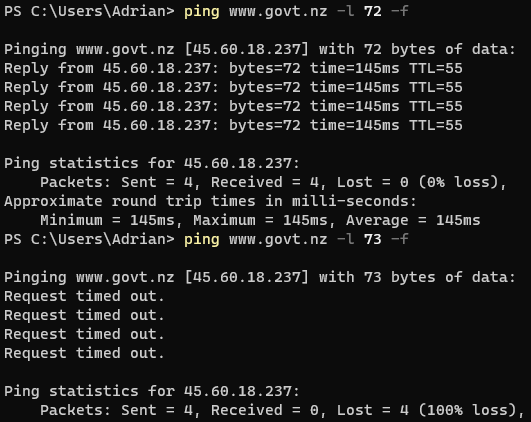 PS C:\Users\Adrian> ping www.govt.nz -l 72 -f
Pinging www.govt.nz [45.60.18.237] with 72 bytes of data:
Reply from 45.60.18.237: bytes=72 time=145ms TTL=55
Reply from 45.60.18.237: bytes=72 time=145ms TTL=55
Reply from 45.60.18.237: bytes=72 time=145ms TTL=55
Reply from 45.60.18.237: bytes=72 time=145ms TTL=55
Ping statistics for 45.60.18.237:
    Packets: Sent = 4, Received = 4, Lost = 0 (0% loss),
Approximate round trip times in milli-seconds:
    Minimum = 145ms, Maximum = 145ms, Average = 145ms
PS C:\Users\Adrian> ping www.govt.nz -l 73 -f
Pinging www.govt.nz [45.60.18.237] with 73 bytes of data:
Request timed out.
Request timed out.
Request timed out.
Request timed out.
Ping statistics for 45.60.18.237:
    Packets: Sent = 4, Received = 0, Lost = 4 (100% loss),